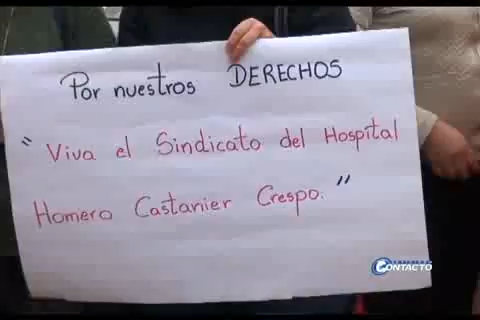 Por nuestros DERECHOS
" Viva el Sindicato del Hospital
Homero Castanier Crespo. "
CONTACTO